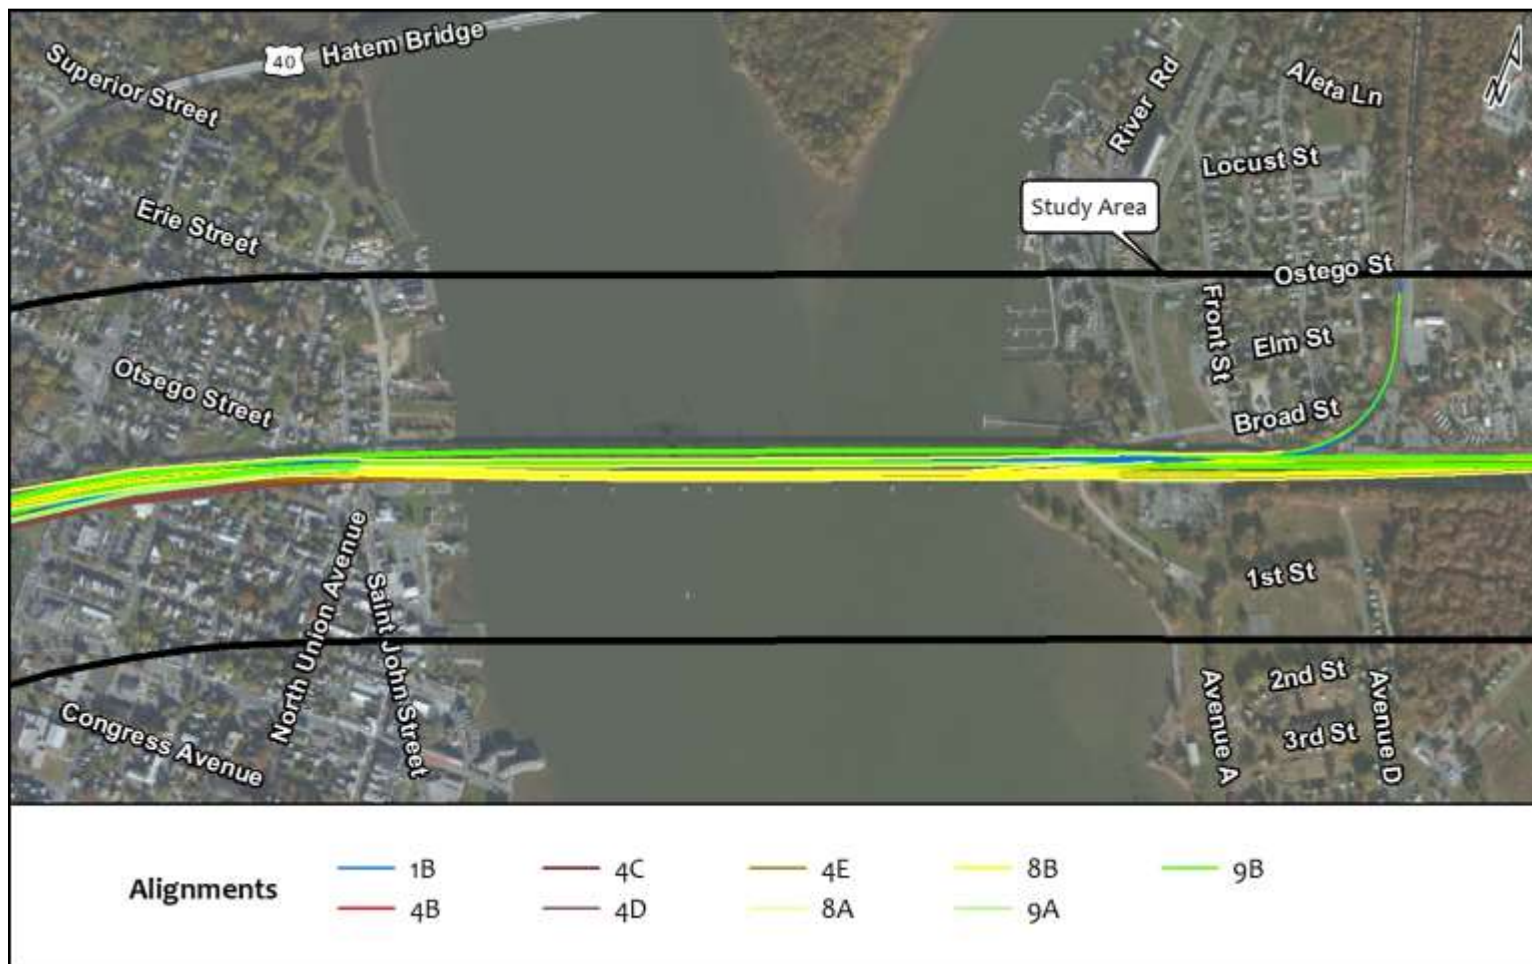 40
Hatem Bridge
Superior Street
River Rd
Aleta Ln
N
Locust St
Study Area
Erie Street
Ostego St
Front St
Elm St
Otsego Street
Broad St
North Union Avenue
Saint John Street
1st St
Congress Avenue
Avenue A
2nd St
3rd St
Avenue D
Alignments
1B
4C
4E
8B
9B
4B
4D
8A
9A